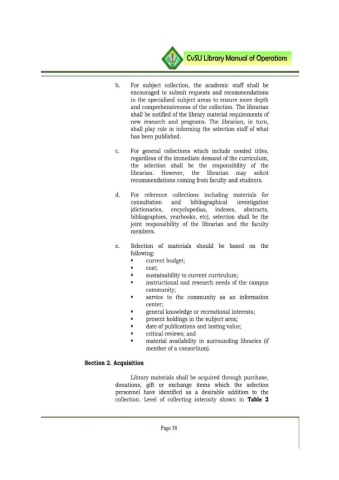 CvSU Library Manual of Operations
b. For subject collection, the academic staff shall be
encouraged to submit requests and recommendations
in the specialized subject areas to ensure more depth
and comprehensiveness of the collection. The librarian
shall be notified of the library material requirements of
new research and programs. The librarian, in turn,
shall play role in informing the selection staff of what
has been published.
c. For general collections which include needed titles,
regardless of the immediate demand of the curriculum,
the selection shall be the responsibility of the
librarian. However, the librarian may solicit
recommendations coming from faculty and students.
d. For reference collections including materials for
consultation and bibliographical investigation
(dictionaries, encyclopedias, indexes, abstracts,
bibliographies, yearbooks, etc), selection shall be the
joint responsibility of the librarian and the faculty
members.
e. Selection of materials should be based on the
following:
▪ current budget;
▪ cost;
▪ sustainability to current curriculum;
▪ instructional and research needs of the campus
community;
▪ service to the community as an information
center;
▪ general knowledge or recreational interests;
▪ present holdings in the subject area;
▪ date of publications and lasting value;
▪ critical reviews; and
▪ material availability in surrounding libraries (if
member of a consortium).
Section 2. Acquisition
Library materials shall be acquired through purchase,
donations, gift or exchange items which the selection
personnel have identified as a desirable addition to the
collection. Level of collecting intensity shown in Table 2
Page 38